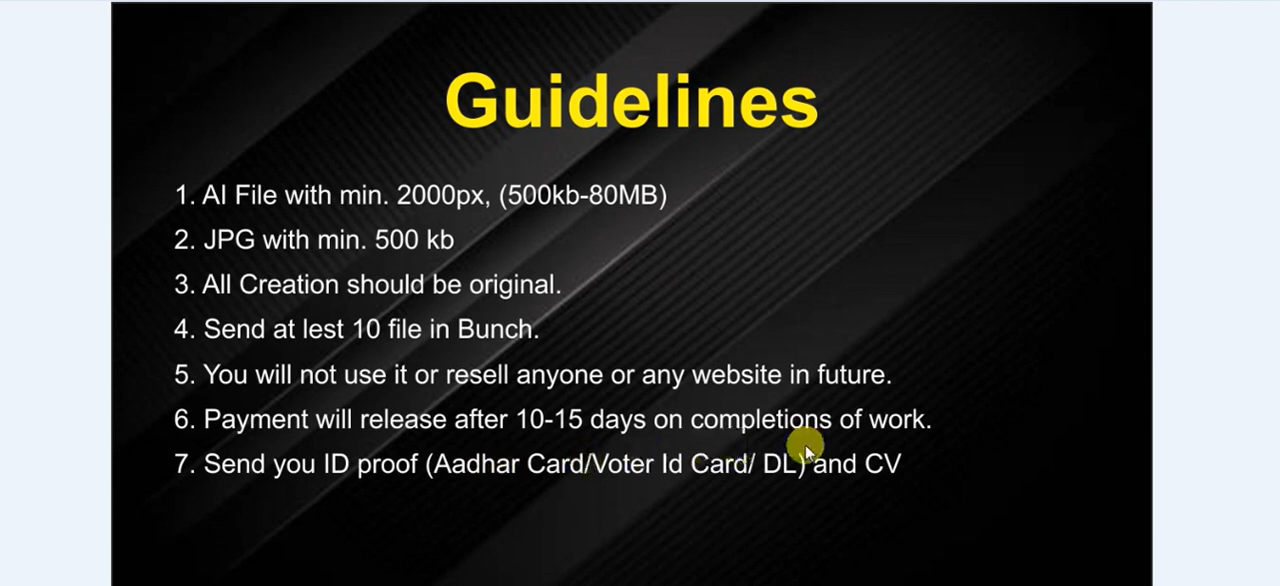 Guidelines
1. AI File with min. 2000px, (500kb-80MB)
2. JPG with min. 500 kb
3. All Creation should be original.
4. Send at lest 10 file in Bunch.
5. You will not use it or resell anyone or any website in future.
6. Payment will release after 10-15 days on completions of work.
7. Send you ID proof (Aadhar Card/Voter Id Card/ DL) and CV